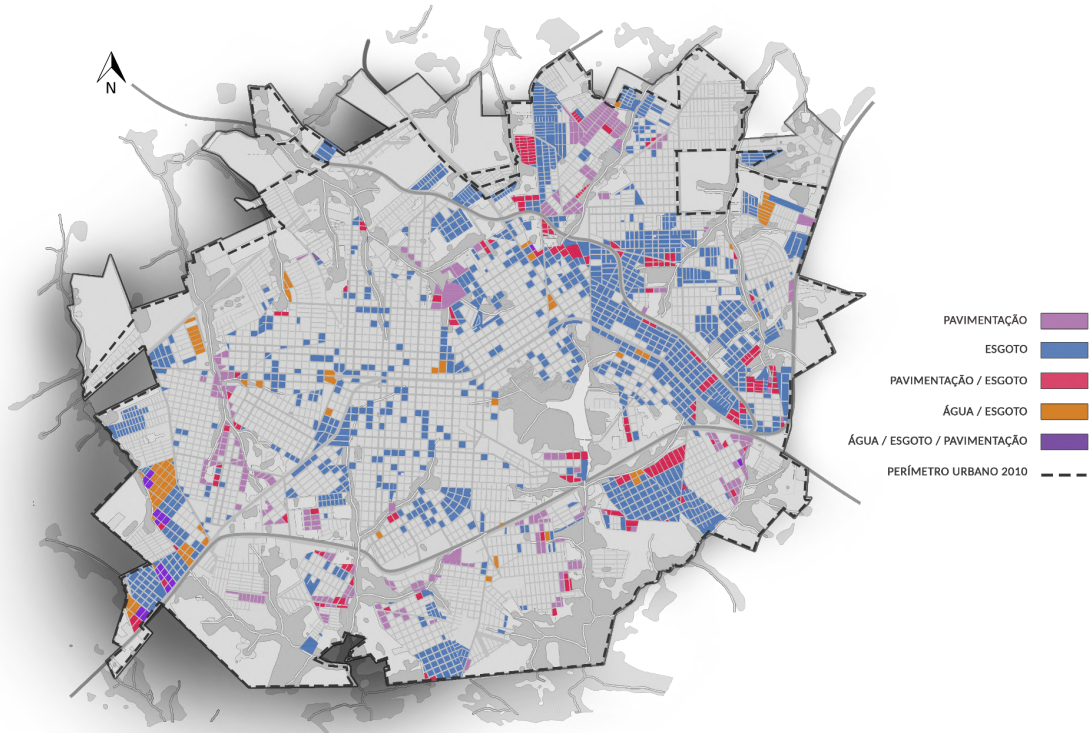 N
PAVIMENTAÇÃO
ESGOTO
PAVIMENTAÇÃO / ESGOTO
ÁGUA / ESGOTO
ÁGUA / ESGOTO / PAVIMENTAÇÃO
PERÍMETRO URBANO 2010